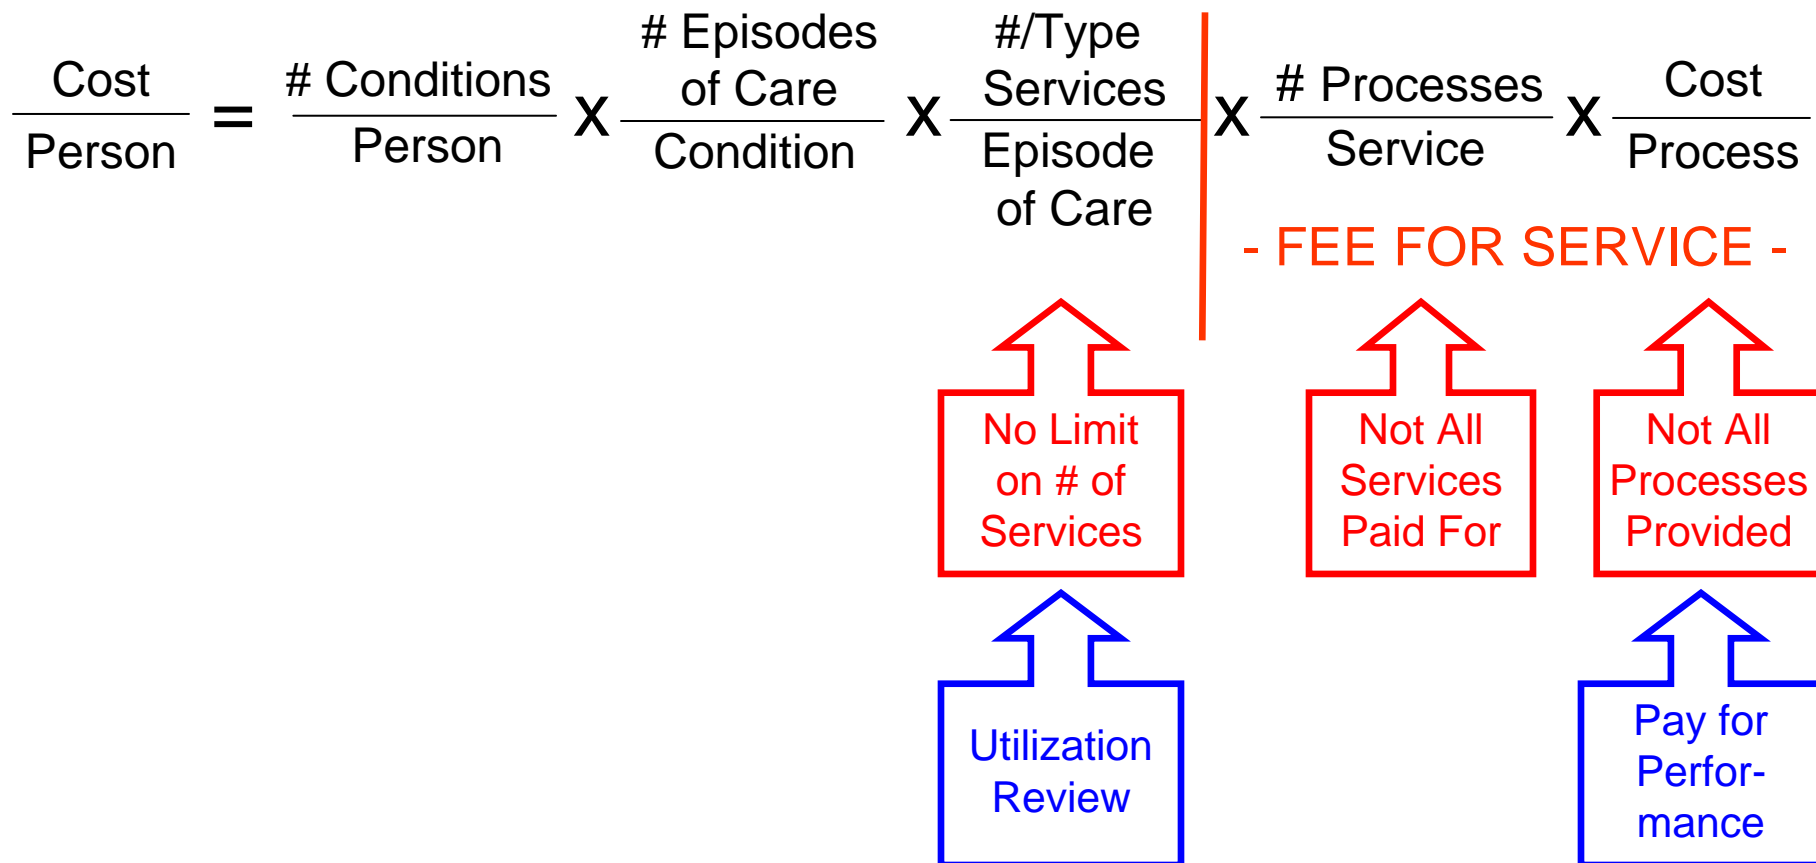 Cost
Person
=
# Conditions
Person
x
# Episodes
of Care
Condition
x
#/Type
Services
Episode
of Care
x
# Processes
Service
x
Cost
Process
- FEE FOR SERVICE -
No Limit
on # of
Services
Not All
Services
Paid For
Not All
Processes
Provided
Utilization
Review
Pay for
Perfor-
mance